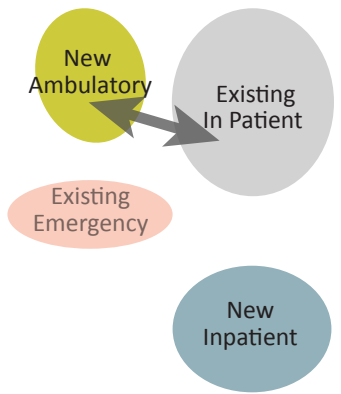 New
Ambulatory
Existing
In Patient
Existing
Emergency
New
Inpatient